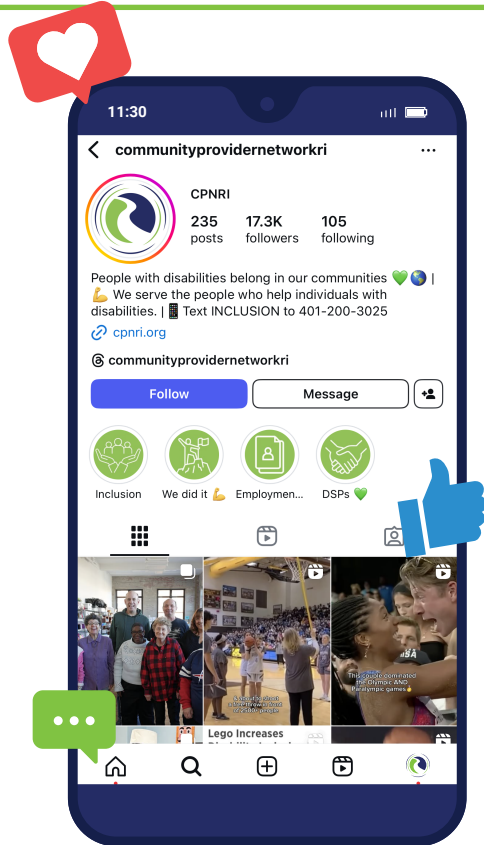 11:30
communityprovidernetworkri
CPNRI
235 17.3K 105
posts followers following
People with disabilities belong in our communities 💚 🌎 |
💪 We serve the people who help individuals with
disabilities. | 📱 Text INCLUSION to 401-200-3025
cpnri.org
communityprovidernetworkri
Follow Message
Inclusion We did it 💪 Employmen... DSPs 💚
This couple dominated
the Olympic AND
Paralympic games
Lego Increases